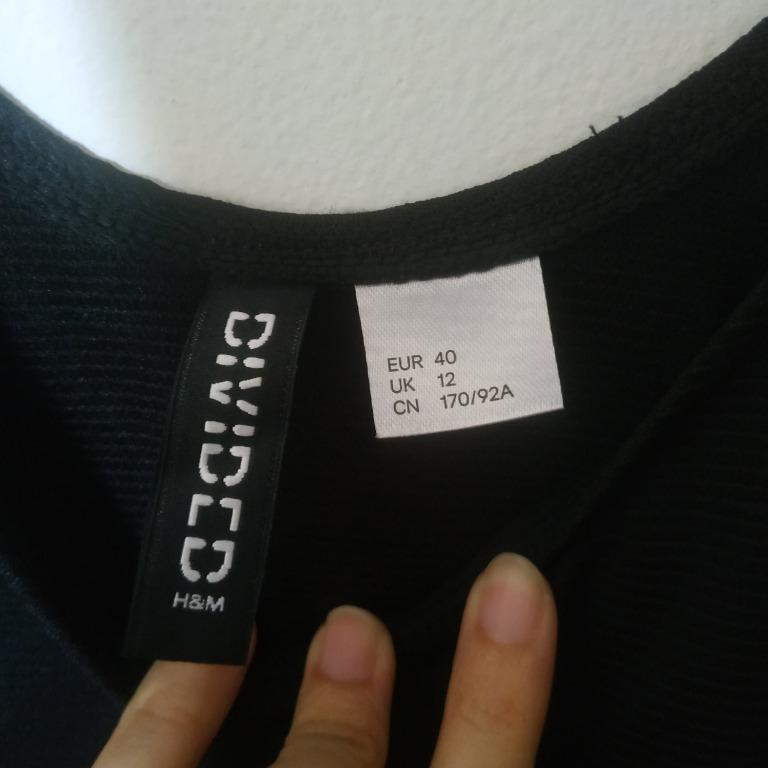 DIVIDED
H&M
EUR 40
UK 12
CN 170/92A